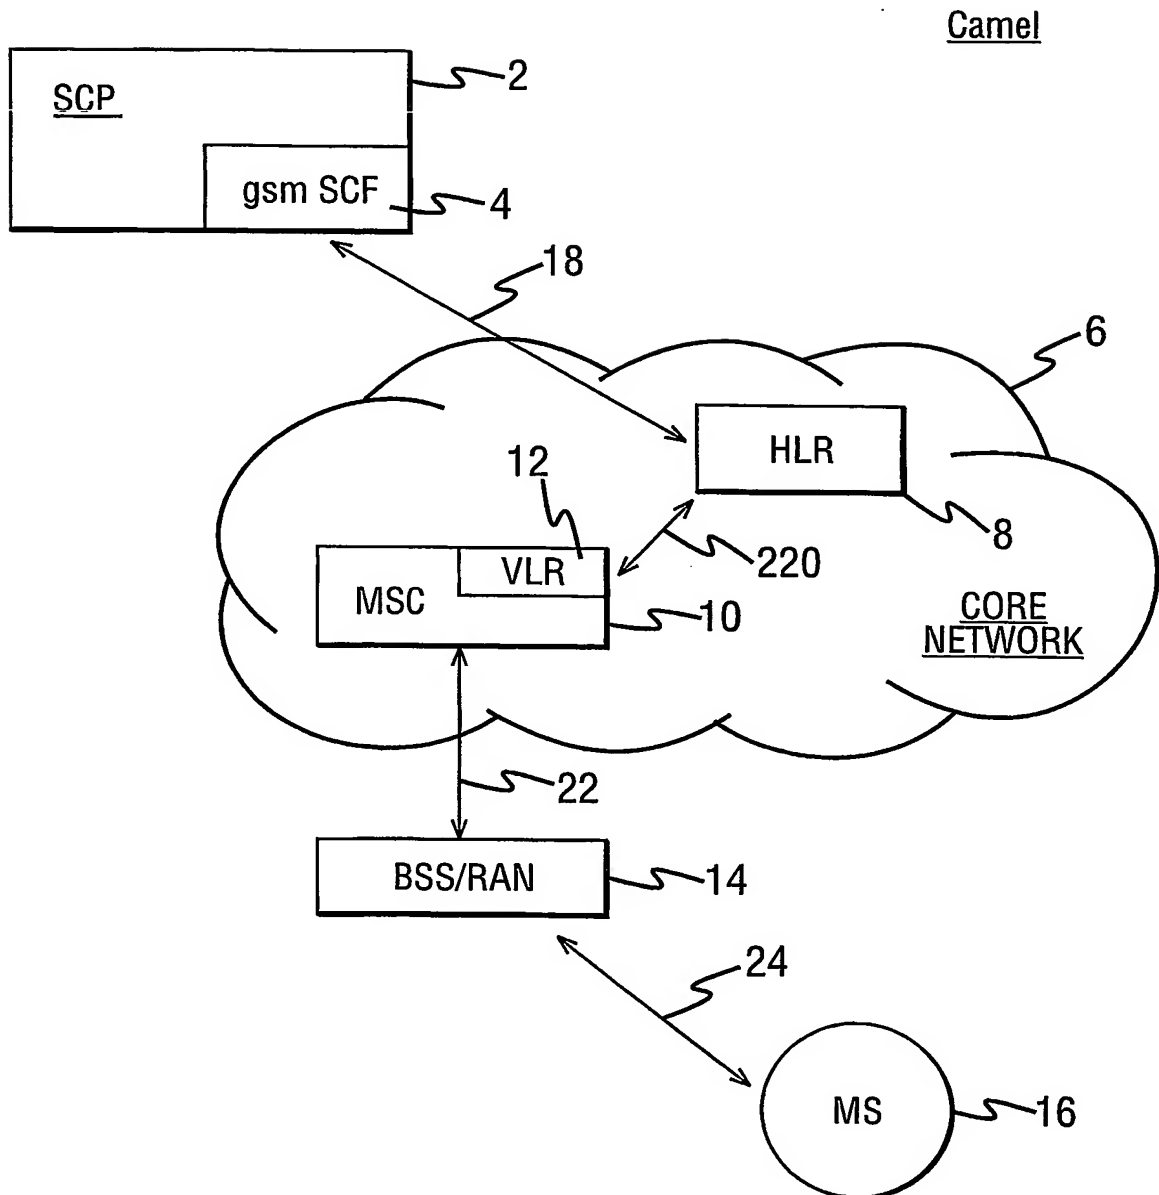 Camel
SCP
2
gsm SCF
4
18
6
HLR
12
8
VLR
220
MSC
10
CORE
NETWORK
22
BSS/RAN
14
24
MS
16